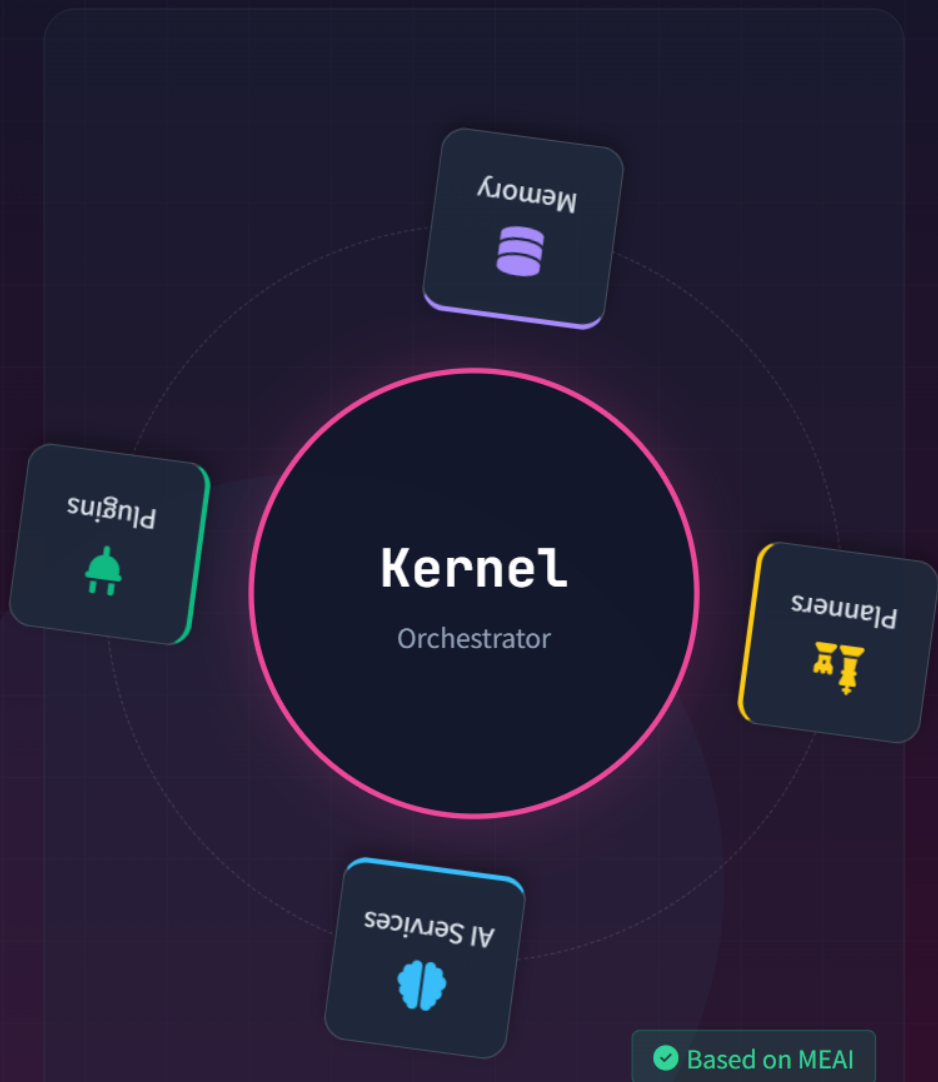 Memory
Plugins
Kernel
Orchestrator
Planners
AI Services
Based on MEAI